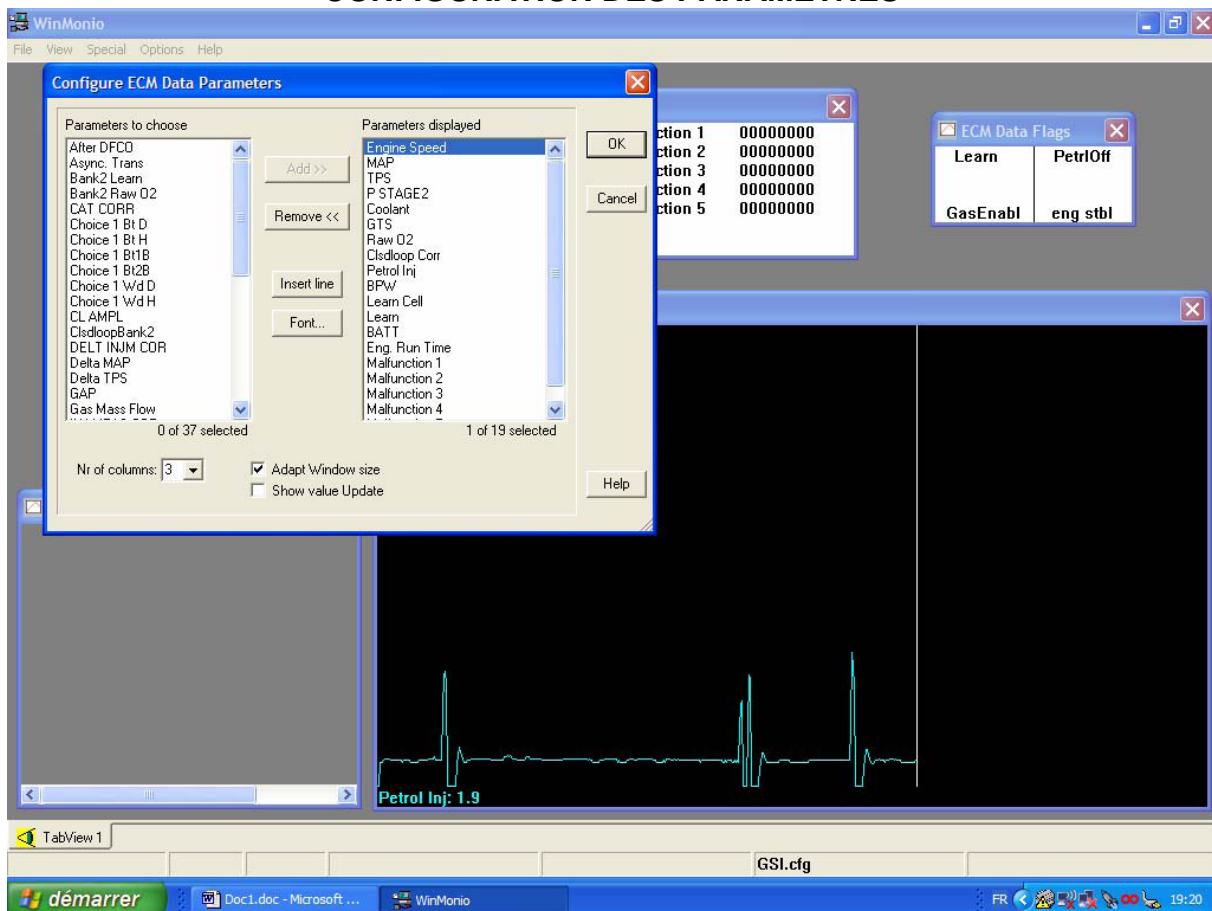 CONFIGURATION DES PARAMETRES
WinMonio
File View Special Options Help
Configure ECM Data Parameters
Parameters to choose
After DFCO
Async. Trans
Bank2 Learn
Bank2 Raw O2
CAT CORR
Choice 1 Bt D
Choice 1 Bt H
Choice 1 Bt1B
Choice 1 Bt2B
Choice 1 Wd D
Choice 1 Wd H
CL AMPL
ClsdloopBank2
DELT INJM COR
Delta MAP
Delta TPS
GAP
Gas Mass Flow
0 of 37 selected
Add >>
Remove <<
Insert line
Font...
Parameters displayed
Engine Speed
MAP
TPS
P STAGE2
Coolant
GTS
Raw O2
Clsdloop Corr
Petrol Inj
BPW
Learn Cell
Learn
BATT
Eng. Run Time
Malfunction 1
Malfunction 2
Malfunction 3
Malfunction 4
1 of 19 selected
OK
Cancel
Help
Nr of columns: 3
Adapt Window size
Show value Update
ction 1 00000000
ction 2 00000000
ction 3 00000000
ction 4 00000000
ction 5 00000000
ECM Data Flags
Learn PetrlOff
GasEnabl eng stbl
Petrol Inj: 1.9
TabView 1
GSI.cfg
démarrer
Doc1.doc - Microsoft ...
WinMonio
FR
19:20